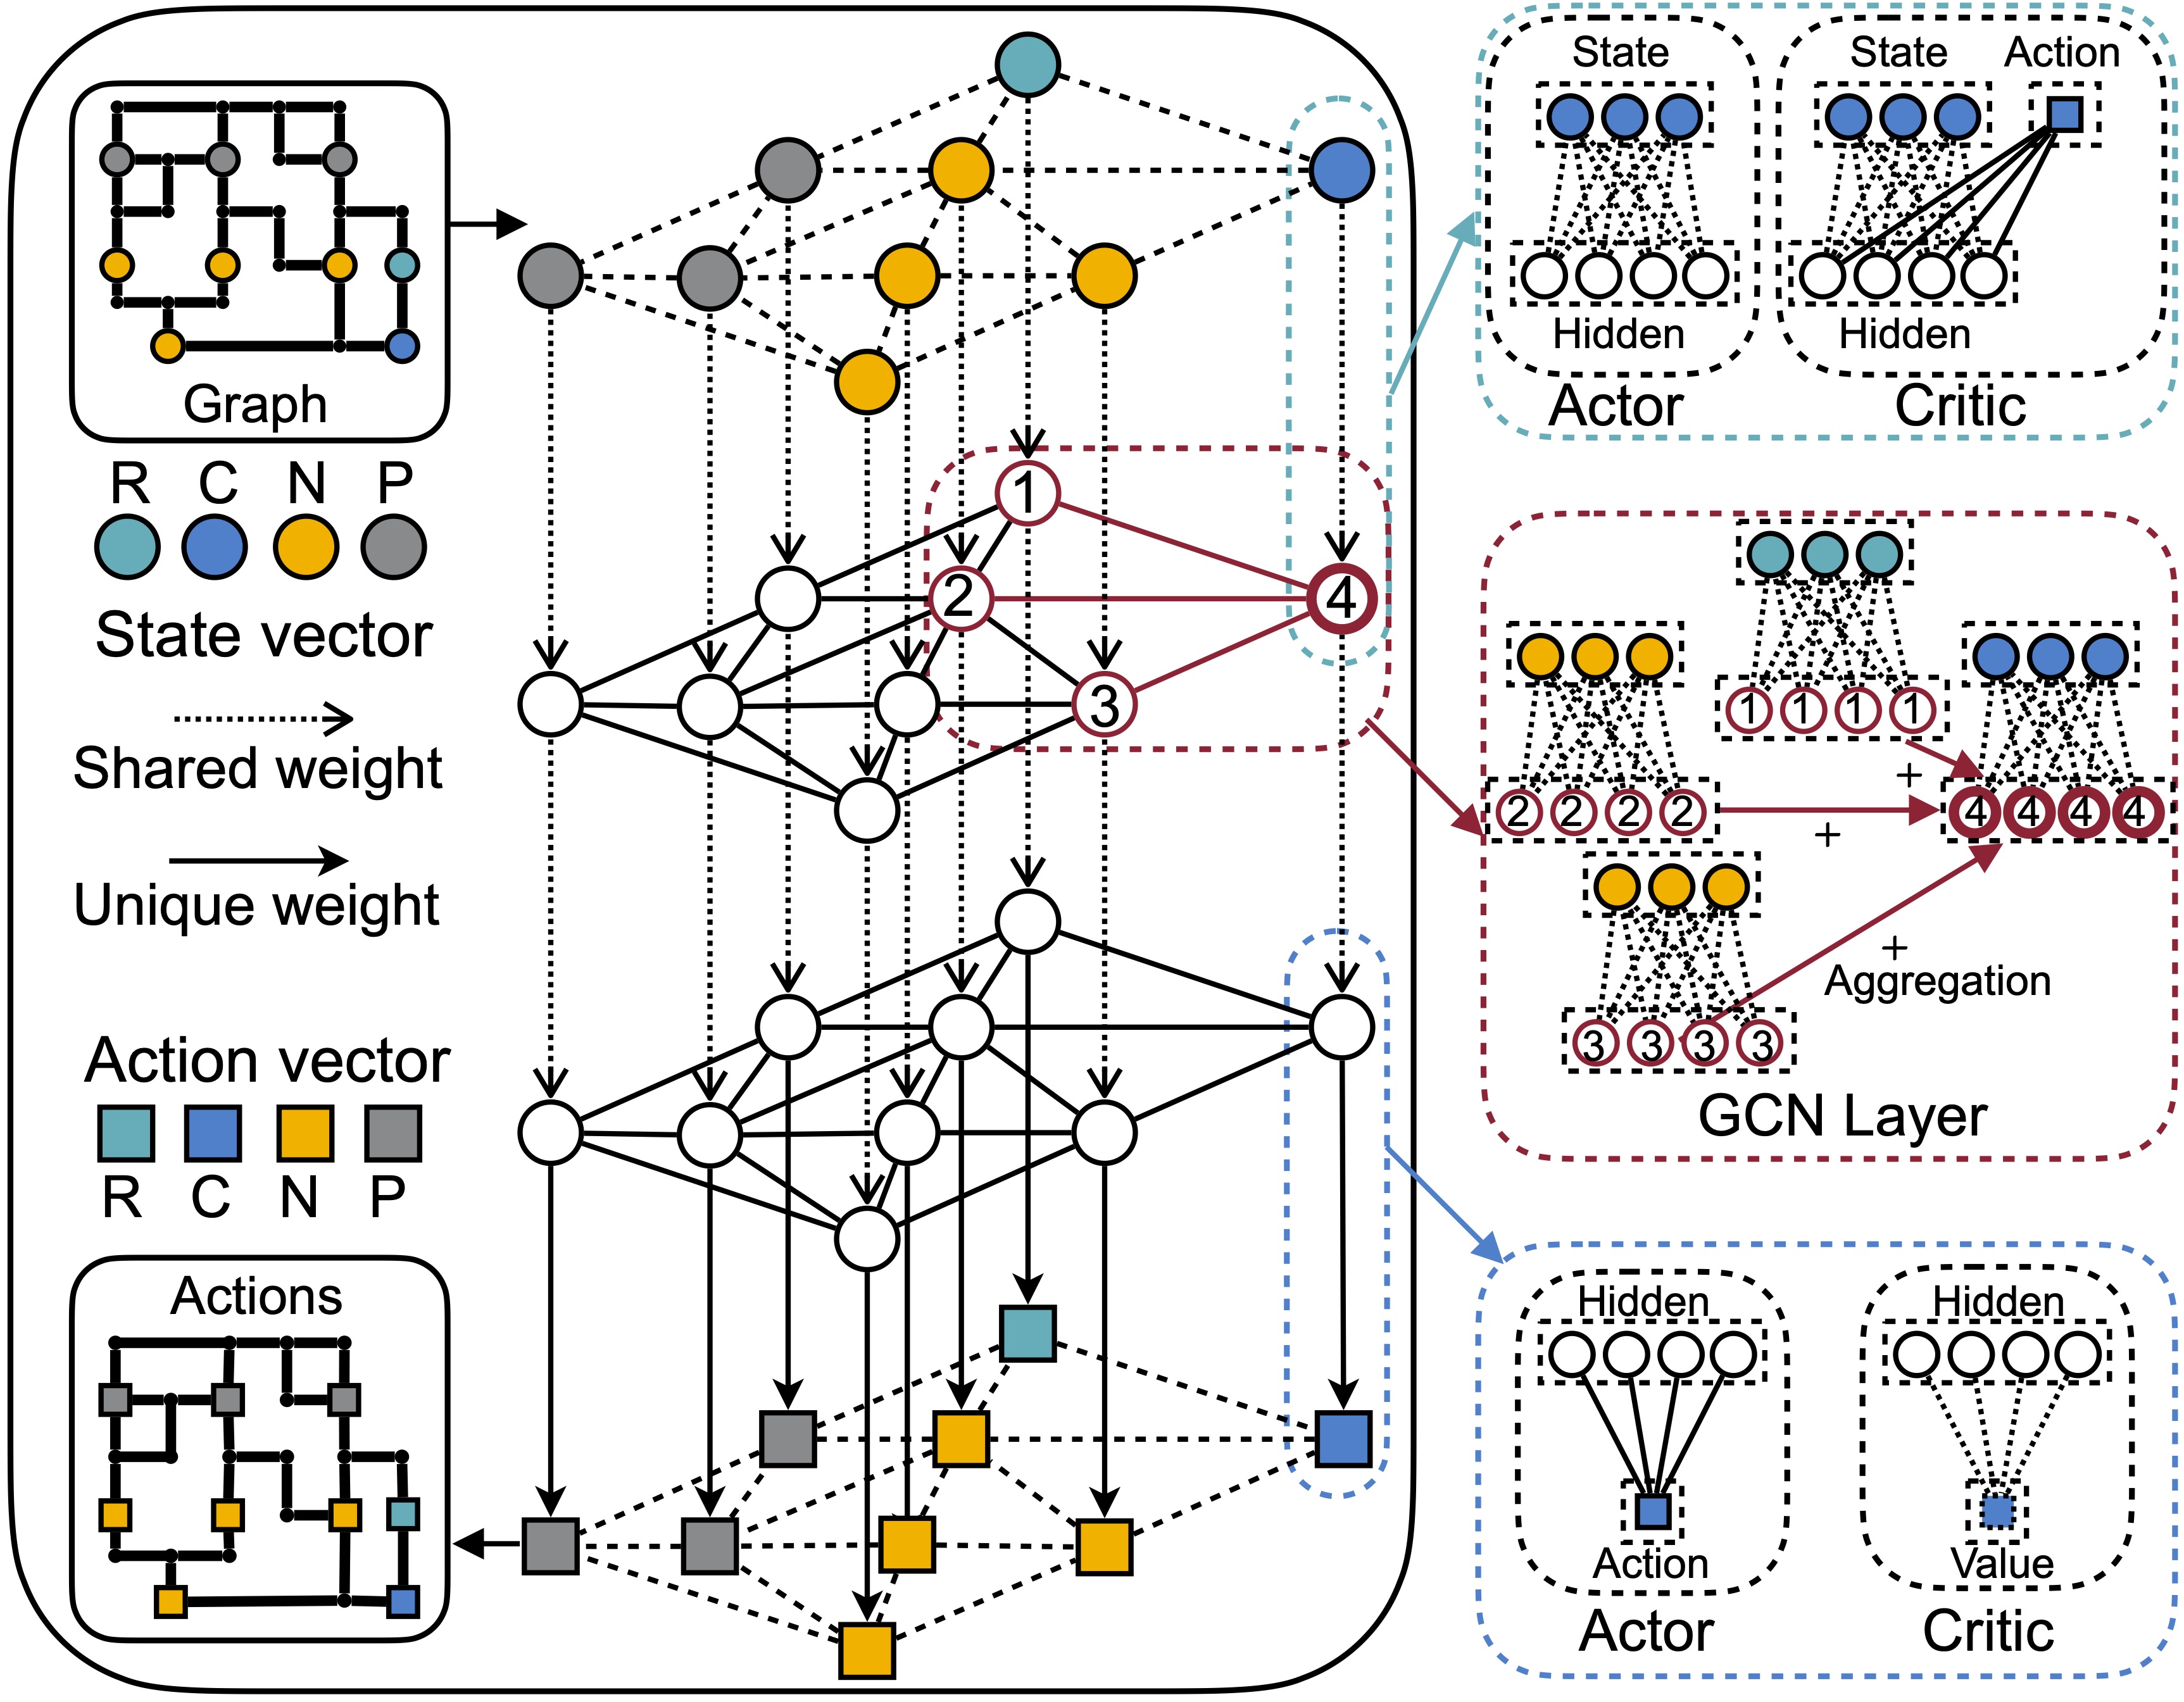 Graph
R C N P
State vector
Shared weight
Unique weight
Action vector
R C N P
Actions
1
2
4
3
State
Hidden
Actor
State Action
Hidden
Critic
1 1 1 1
+
2 2 2 2
4 4 4 4
+
+
Aggregation
3 3 3 3
GCN Layer
Hidden
Action
Actor
Hidden
Value
Critic